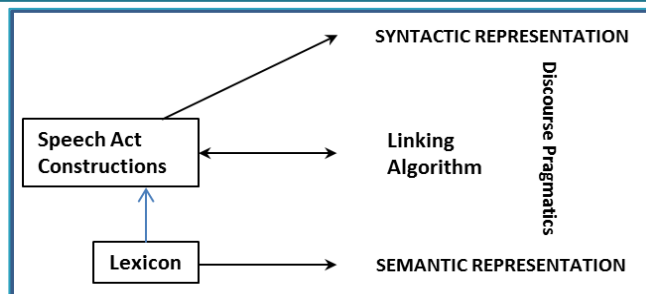 SYNTACTIC REPRESENTATION
Speech Act
Constructions
Linking
Algorithm
Discourse Pragmatics
Lexicon
SEMANTIC REPRESENTATION